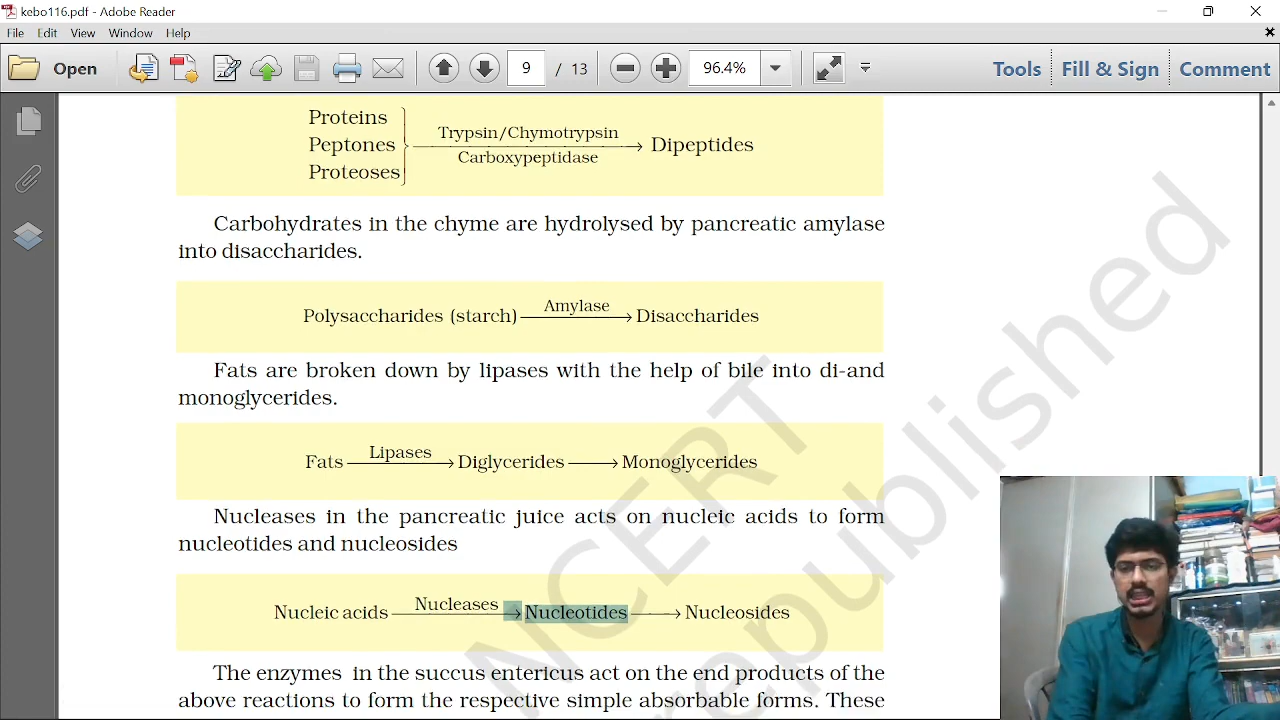 kebo116.pdf - Adobe Reader
File Edit View Window Help
Open 9 / 13 96.4% Tools Fill & Sign Comment
Proteins
Peptones
Proteoses
Trypsin/Chymotrypsin
Carboxypeptidase
Dipeptides
Carbohydrates in the chyme are hydrolysed by pancreatic amylase
into disaccharides.
Polysaccharides (starch) Amylase Disaccharides
Fats are broken down by lipases with the help of bile into di-and
monoglycerides.
Fats Lipases Diglycerides Monoglycerides
Nucleases in the pancreatic juice acts on nucleic acids to form
nucleotides and nucleosides
Nucleic acids Nucleases Nucleotides Nucleosides
The enzymes in the succus entericus act on the end products of the
above reactions to form the respective simple absorbable forms. These
NCERT
republished